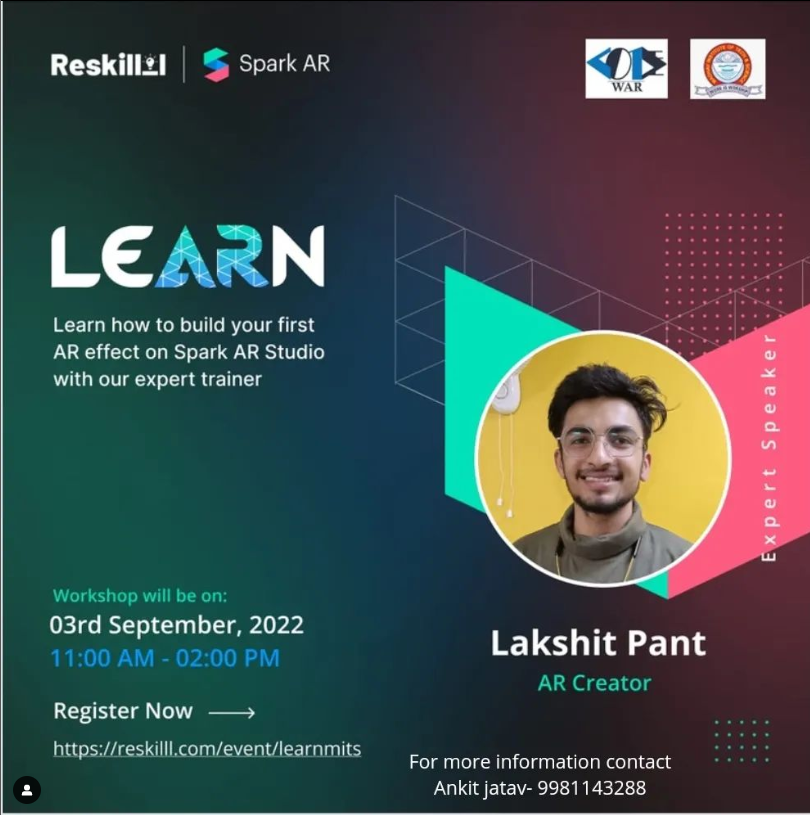 Reskilll
Spark AR
CODE
WAR
LEARN
Learn how to build your first
AR effect on Spark AR Studio
with our expert trainer
Expert Speaker
Workshop will be on:
03rd September, 2022
11:00 AM - 02:00 PM
Lakshit Pant
AR Creator
Register Now
https://reskilll.com/event/learnmits
For more information contact
Ankit jatav- 9981143288